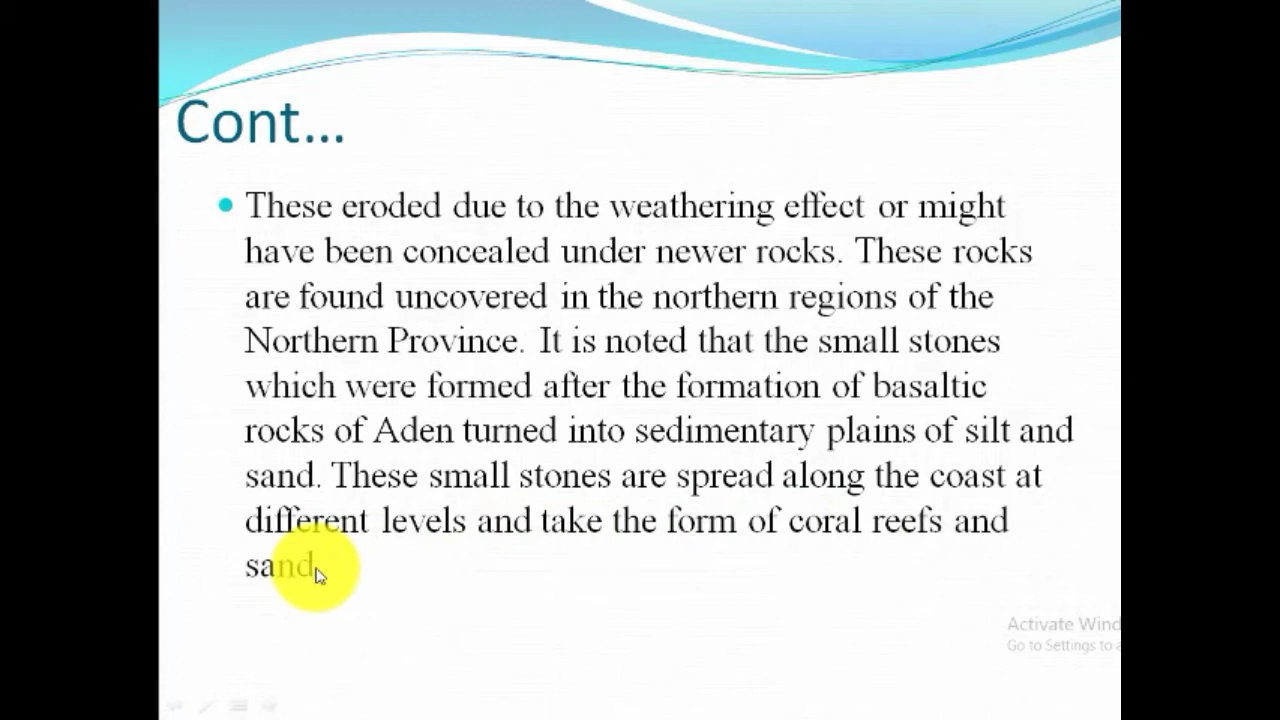 Cont...
These eroded due to the weathering effect or might
have been concealed under newer rocks. These rocks
are found uncovered in the northern regions of the
Northern Province. It is noted that the small stones
which were formed after the formation of basaltic
rocks of Aden turned into sedimentary plains of silt and
sand. These small stones are spread along the coast at
different levels and take the form of coral reefs and
sand.
Activate Wind
Go to Settings to a